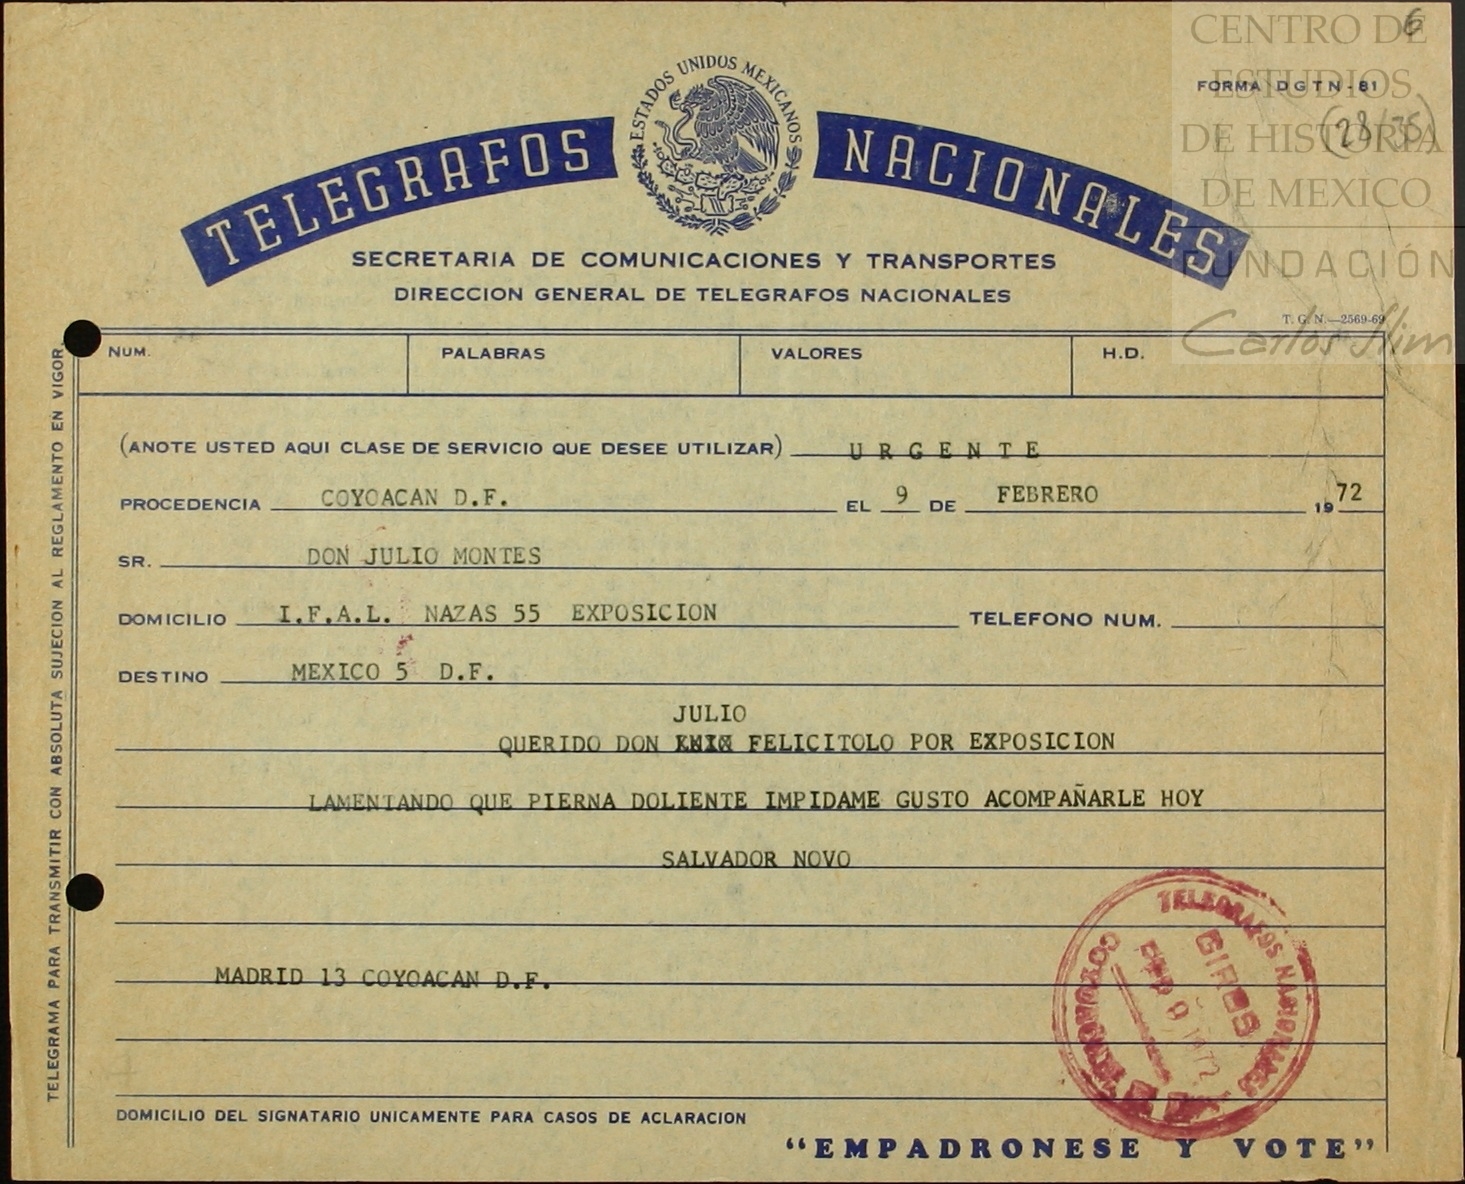 6
CENTRO DE
ESTUDIOS
DE HISTORIA
DE MEXICO
FUNDACIÓN
Carlos Slim
FORMA DGTN-81
TELEGRAFOS NACIONALES
ESTADOS UNIDOS MEXICANOS
SECRETARIA DE COMUNICACIONES Y TRANSPORTES
DIRECCION GENERAL DE TELEGRAFOS NACIONALES
T. G. N.—2569-69
NUM. PALABRAS VALORES H.D.
(ANOTE USTED AQUI CLASE DE SERVICIO QUE DESEE UTILIZAR) URGENTE
PROCEDENCIA COYOACAN D.F. EL 9 DE FEBRERO 1972
SR. DON JULIO MONTES
DOMICILIO I.F.A.L. NAZAS 55 EXPOSICION TELEFONO NUM.
DESTINO MEXICO 5 D.F.
JULIO
QUERIDO DON FELICITOLO POR EXPOSICION
LAMENTANDO QUE PIERNA DOLIENTE IMPIDAME GUSTO ACOMPAÑARLE HOY
SALVADOR NOVO
MADRID 13 COYOACAN D.F.
DOMICILIO DEL SIGNATARIO UNICAMENTE PARA CASOS DE ACLARACION
"EMPADRONESE Y VOTE"
TELEGRAMA PARA TRANSMITIR CON ABSOLUTA SUJECION AL REGLAMENTO EN VIGOR.
TELEGRAFOS NACIONALES
GIROS
9 1972